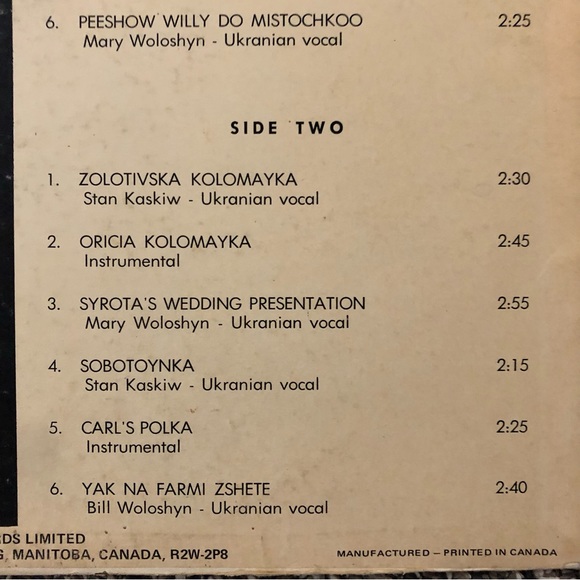 6. PEESHOW WILLY DO MISTOCHKOO 2:25
Mary Woloshyn - Ukranian vocal
SIDE TWO
1. ZOLOTIVSKA KOLOMAYKA 2:30
Stan Kaskiw - Ukranian vocal
2. ORICIA KOLOMAYKA 2:45
Instrumental
3. SYROTA'S WEDDING PRESENTATION 2:55
Mary Woloshyn - Ukranian vocal
4. SOBOTOYNKA 2:15
Stan Kaskiw - Ukranian vocal
5. CARL'S POLKA 2:25
Instrumental
6. YAK NA FARMI ZSHETE 2:40
Bill Woloshyn - Ukranian vocal
LIMITED
MANITOBA, CANADA, R2W-2P8
MANUFACTURED – PRINTED IN CANADA